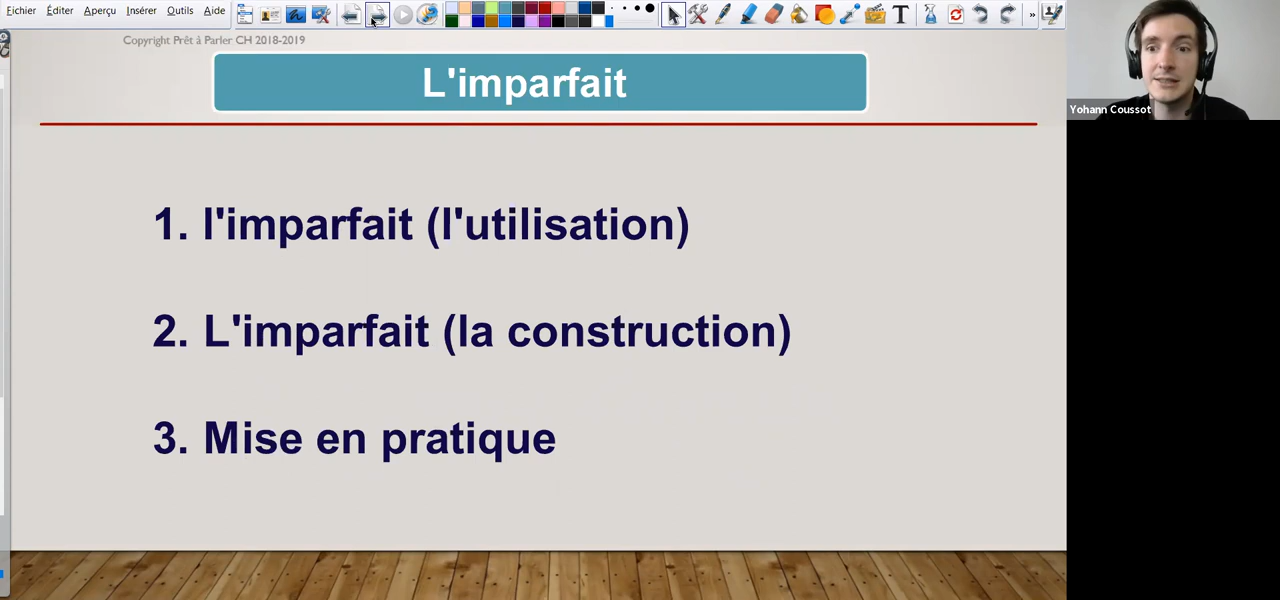 Fichier Éditer Aperçu Insérer Outils Aide
T
»
Copyright Prêt à Parler CH 2018-2019
L'imparfait
Yohann Coussot
1. l'imparfait (l'utilisation)
2. L'imparfait (la construction)
3. Mise en pratique